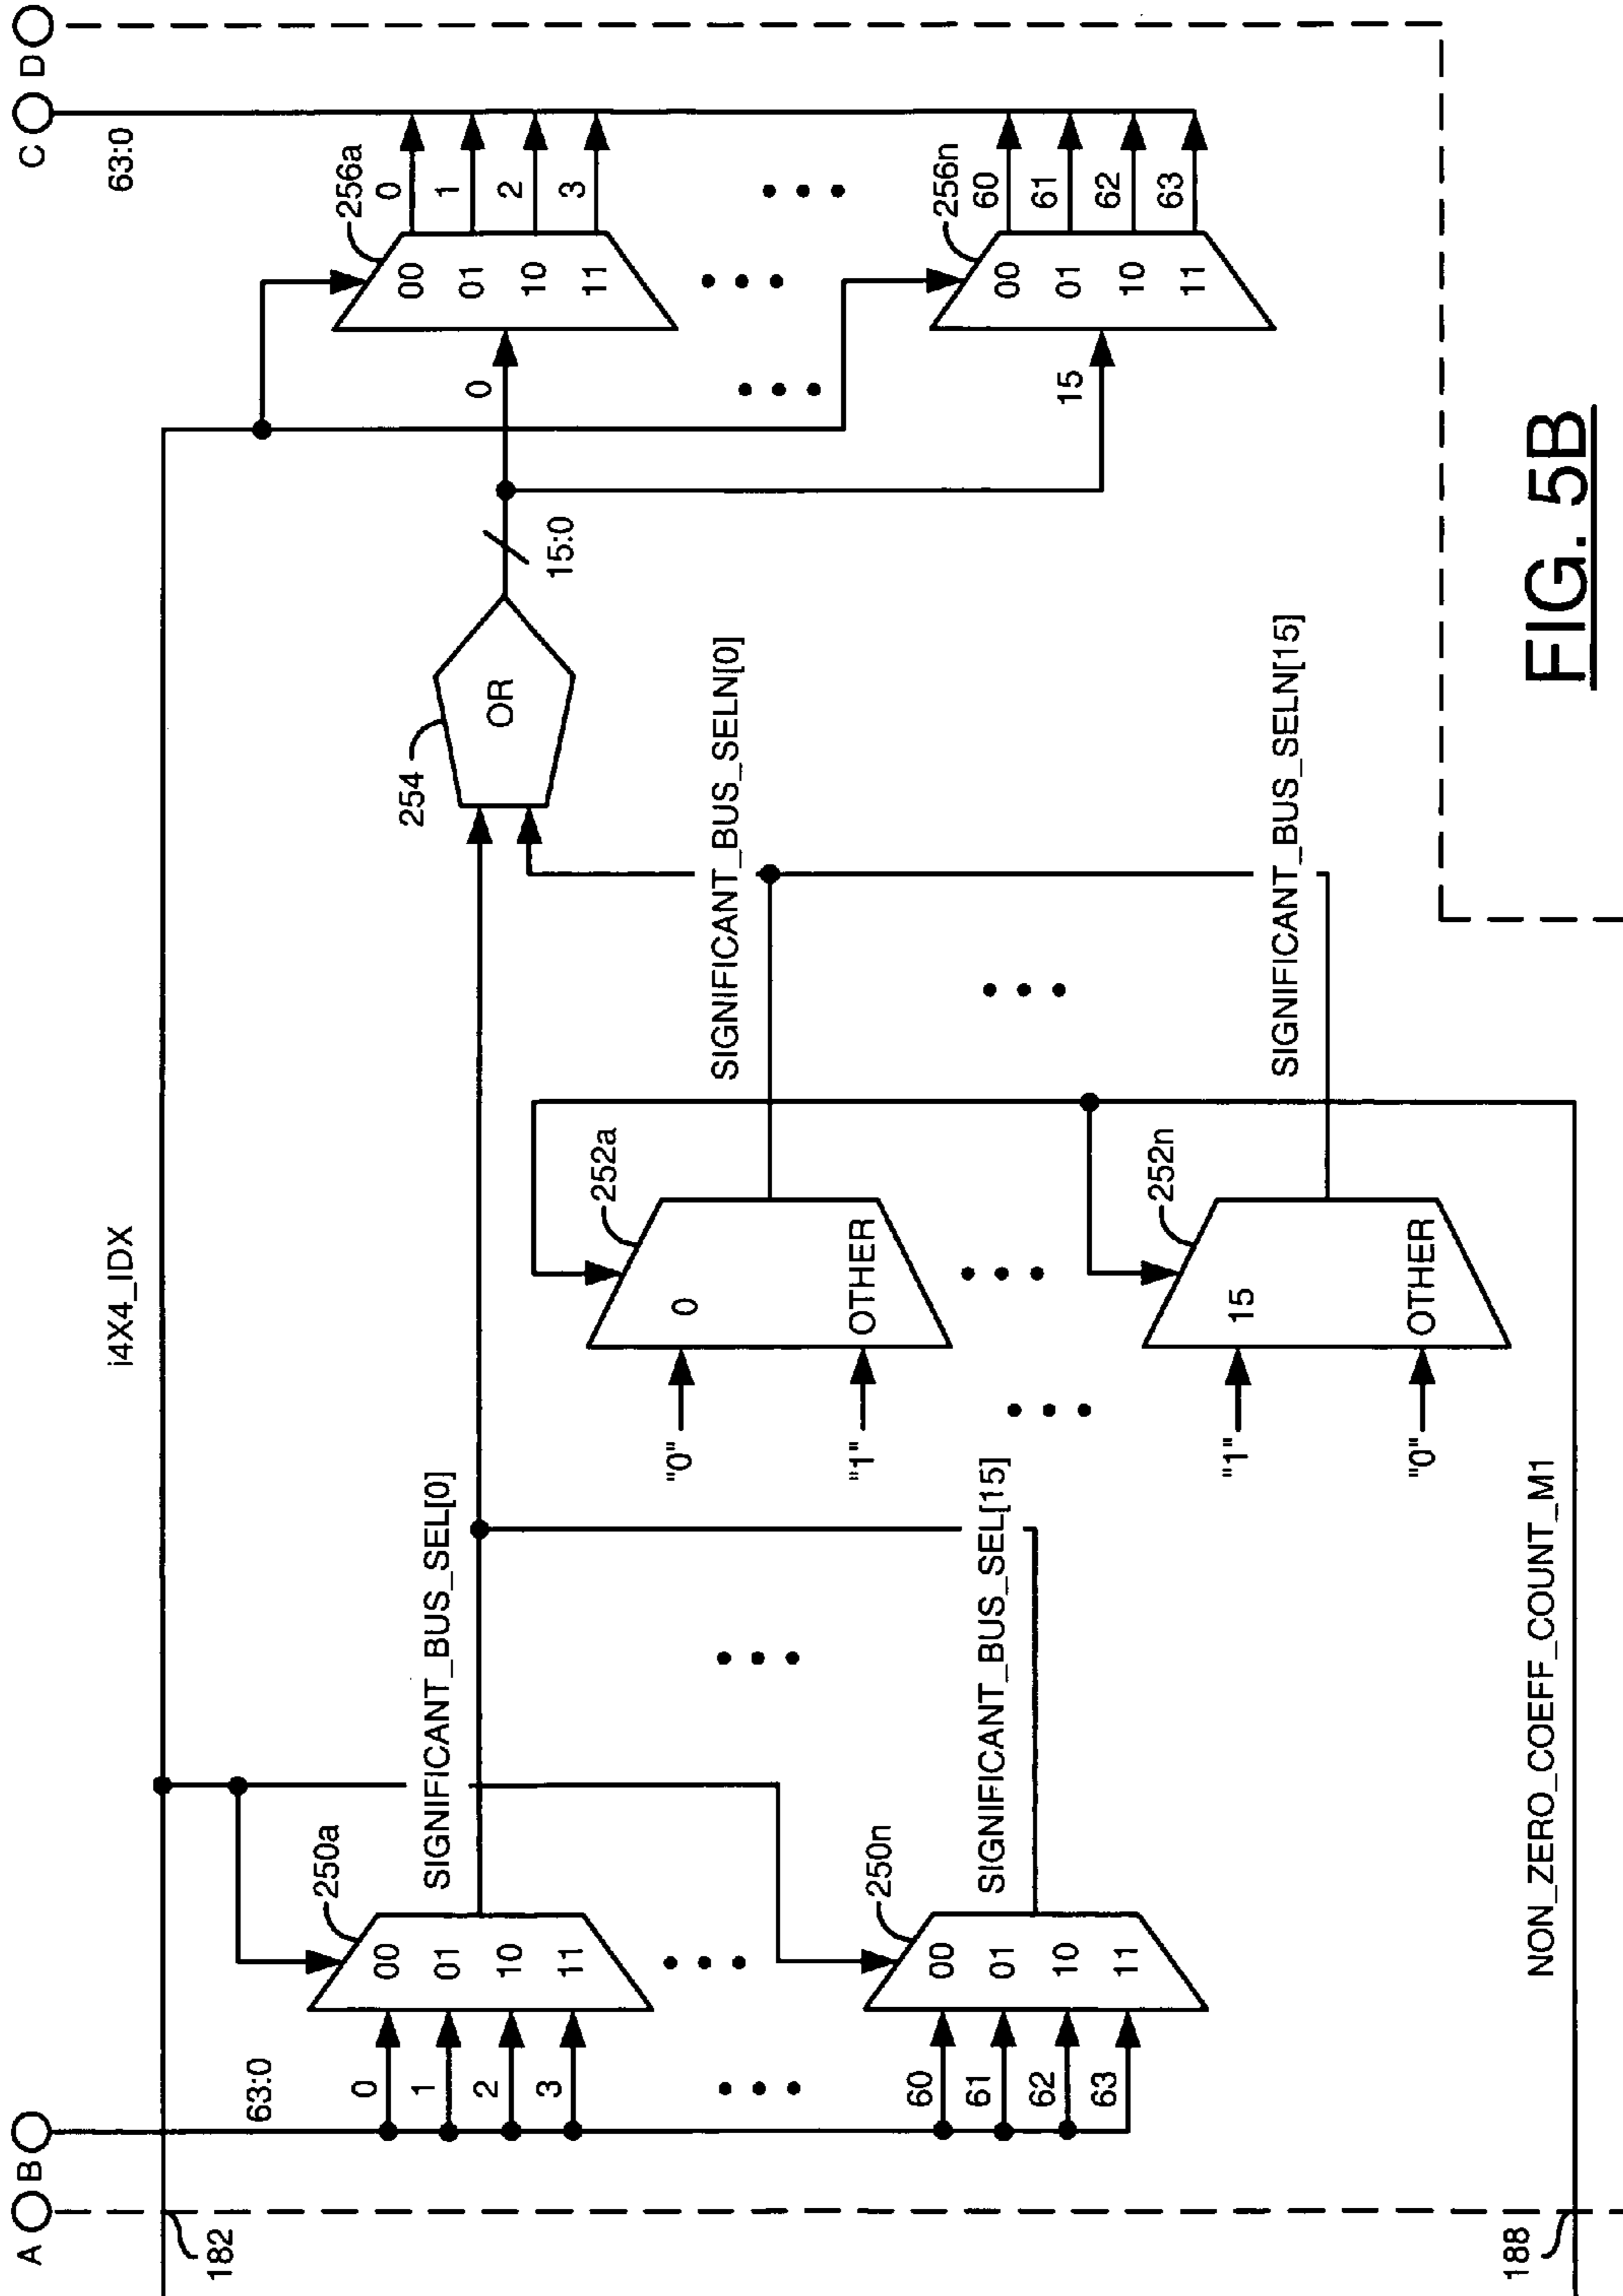 A
B
C
D
63:0
63:0
182
i4X4_IDX
0
1
2
3
250a
00
01
10
11
SIGNIFICANT_BUS_SEL[0]
254
OR
15:0
0
256a
00
01
10
11
0
1
2
3
60
61
62
63
250n
00
01
10
11
SIGNIFICANT_BUS_SEL[15]
"0"
"1"
252a
0
OTHER
SIGNIFICANT_BUS_SELN[0]
15
256n
00
01
10
11
60
61
62
63
"1"
"0"
252n
15
OTHER
SIGNIFICANT_BUS_SELN[15]
188
NON_ZERO_COEFF_COUNT_M1
FIG. 5B